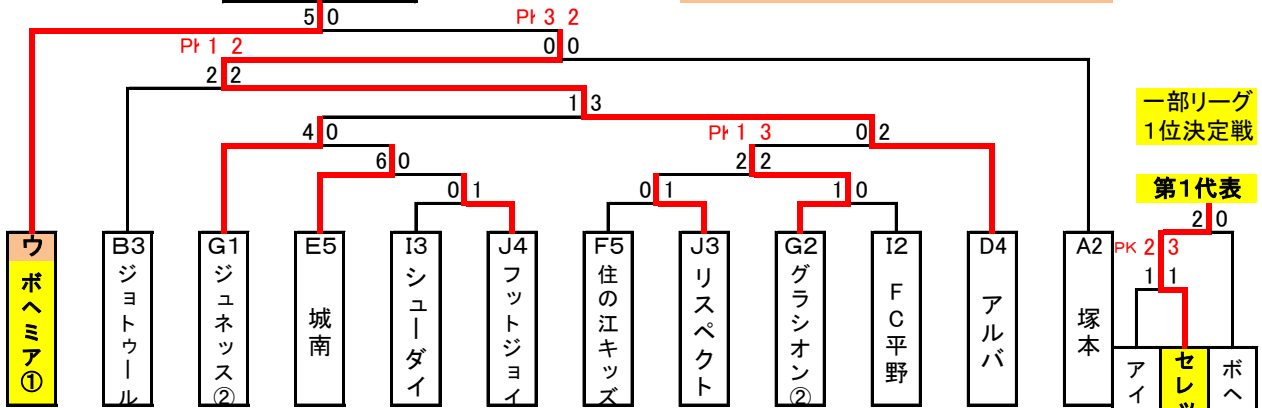 5 0
PK 3 2
PK 1 2
0 0
2 2
1 3
一部リーグ
1位決定戦
4 0
PK 1 3
0 2
6 0
2 2
0 1
0 1
1 0
第1代表
2 0
PK 2 3
1 1
ウ
ボヘミア①
B3
ジョトゥール
G1
ジュネッス②
E5
城南
I3
シューダイ
J4
フットジョイ
F5
住の江キッズ
J3
リスペクト
G2
グラシオン②
I2
FC平野
D4
アルバ
A2
塚本
アイ
セレッ
ボヘ